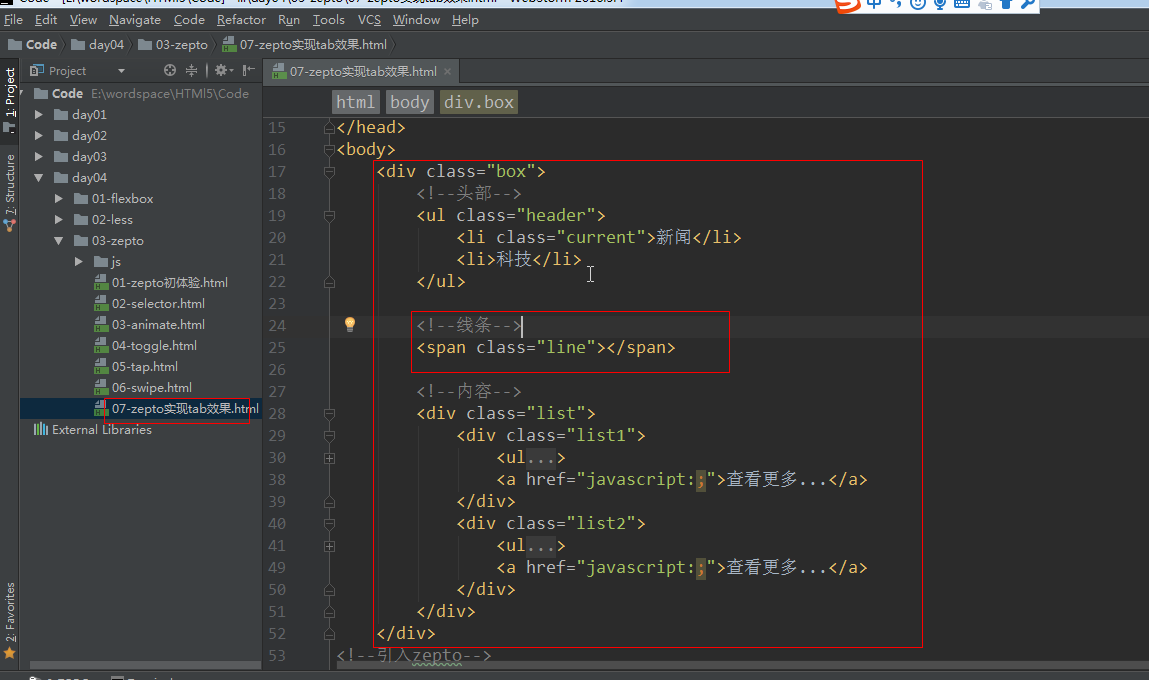 File Edit View Navigate Code Refactor Run Tools VCS Window Help
Code day04 03-zepto 07-zepto实现tab效果.html
Project
07-zepto实现tab效果.html ×
1: Project
7: Structure
2: Favorites
Code E:\wordspace\HTMl5\Code
day01
day02
day03
day04
01-flexbox
02-less
03-zepto
js
01-zepto初体验.html
02-selector.html
03-animate.html
04-toggle.html
05-tap.html
06-swipe.html
07-zepto实现tab效果.html
External Libraries
html body div.box
15 </head>
16 <body>
17 <div class="box">
18 <!--头部-->
19 <ul class="header">
20 <li class="current">新闻</li>
21 <li>科技</li>
22 </ul>
23
24 <!--线条-->
25 <span class="line"></span>
26
27 <!--内容-->
28 <div class="list">
29 <div class="list1">
30 <ul...>
38 <a href="javascript:;">查看更多...</a>
39 </div>
40 <div class="list2">
41 <ul...>
49 <a href="javascript:;">查看更多...</a>
50 </div>
51 </div>
52 </div>
53 <!--引入zepto-->